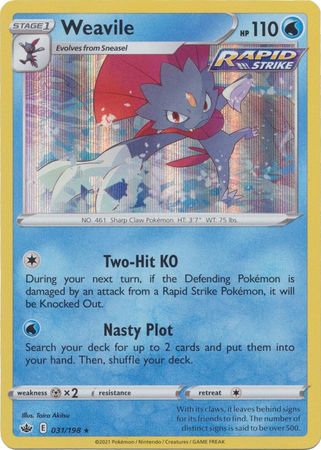 STAGE 1 Weavile HP 110
Evolves from Sneasel
RAPID
STRIKE
NO. 461 Sharp Claw Pokémon HT: 3'7" WT: 75 lbs.
Two-Hit KO
During your next turn, if the Defending Pokémon is
damaged by an attack from a Rapid Strike Pokémon, it will
be Knocked Out.
Nasty Plot
Search your deck for up to 2 cards and put them into
your hand. Then, shuffle your deck.
weakness ×2 resistance retreat
Illus. Taira Akitsu
E 031/198 ★
With its claws, it leaves behind signs
for its friends to find. The number of
distinct signs is said to be more than 500.
©2021 Pokémon / Nintendo / Creatures / GAME FREAK